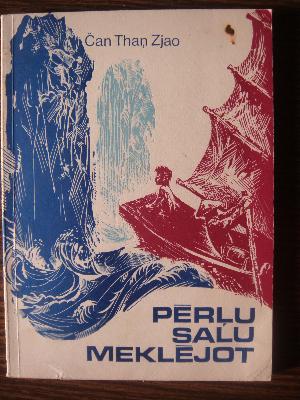 Čan Thaņ Zjao
PĒRĻU
SALU
MEKLĒJOT